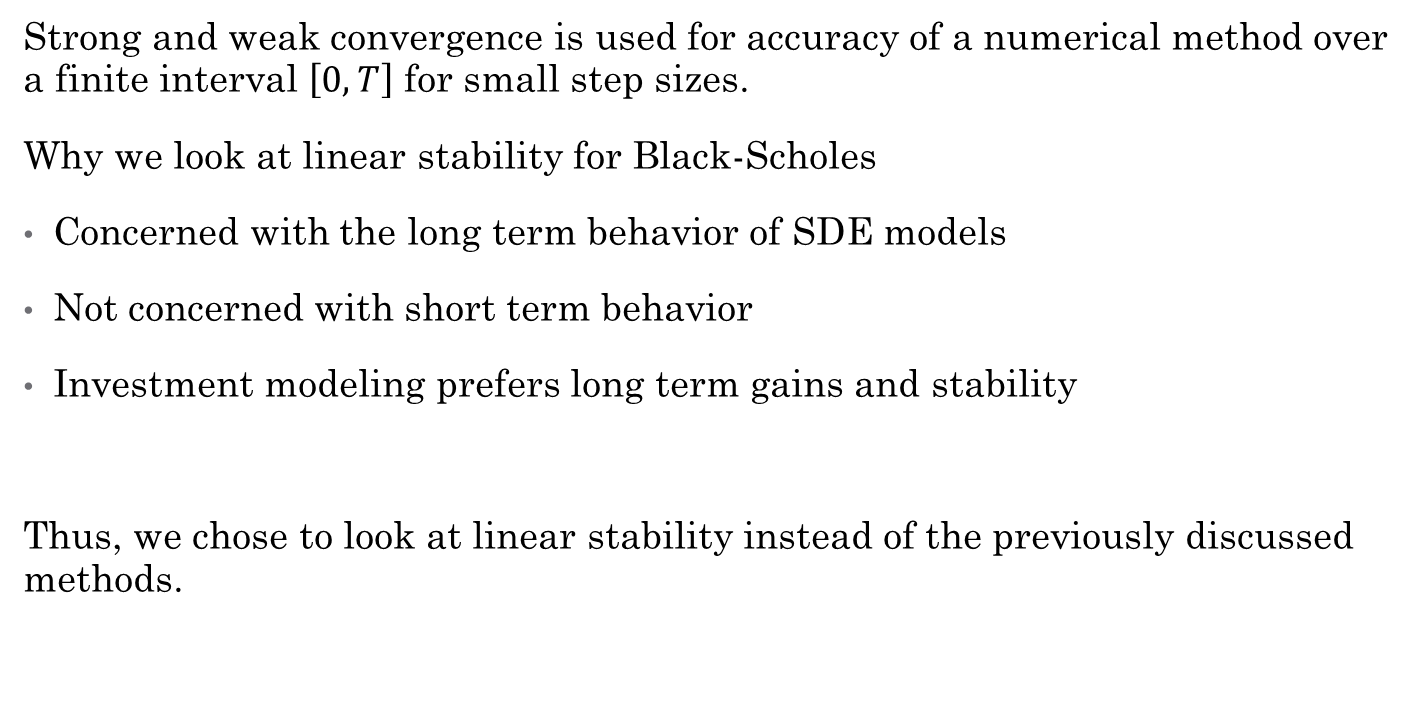 Strong and weak convergence is used for accuracy of a numerical method over
a finite interval [0, T] for small step sizes.
Why we look at linear stability for Black-Scholes
• Concerned with the long term behavior of SDE models
• Not concerned with short term behavior
• Investment modeling prefers long term gains and stability
Thus, we chose to look at linear stability instead of the previously discussed
methods.